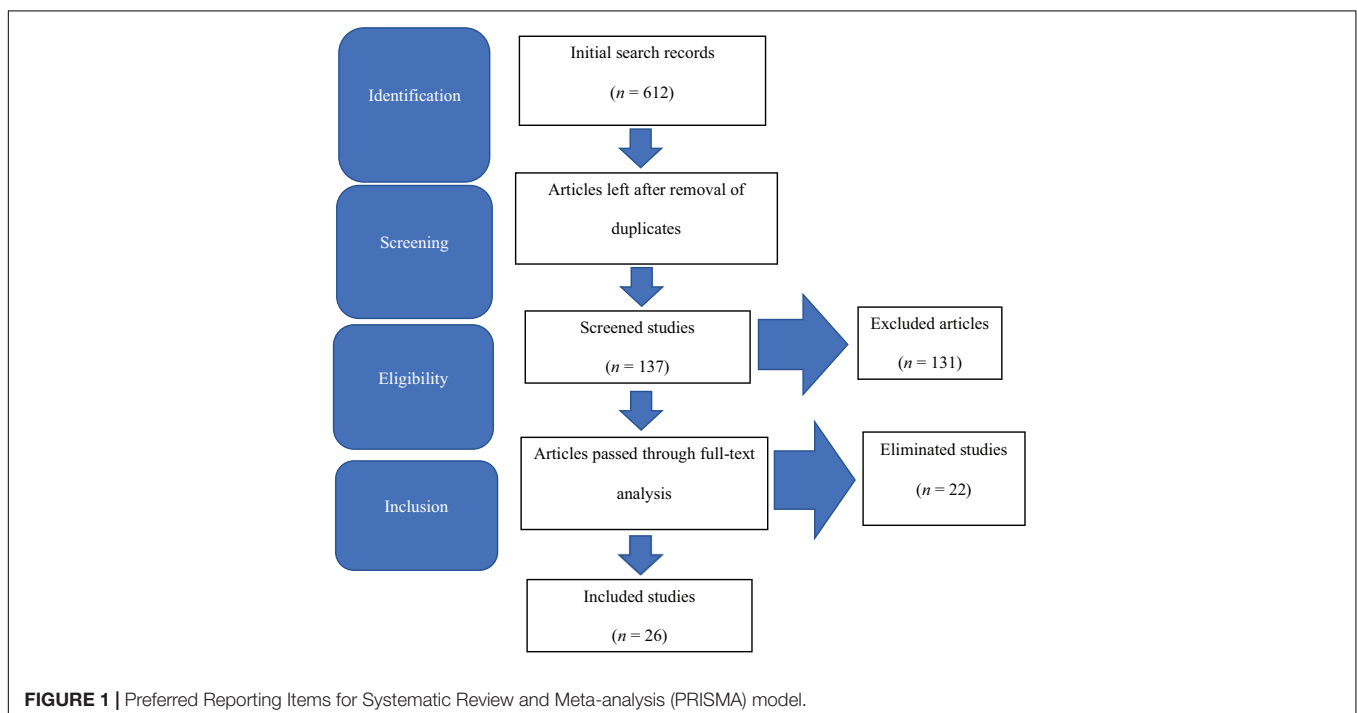 Identification
Initial search records
(n = 612)
Screening
Articles left after removal of
duplicates
Eligibility
Screened studies
(n = 137)
Excluded articles
(n = 131)
Inclusion
Articles passed through full-text
analysis
Eliminated studies
(n = 22)
Included studies
(n = 26)
FIGURE 1 | Preferred Reporting Items for Systematic Review and Meta-analysis (PRISMA) model.